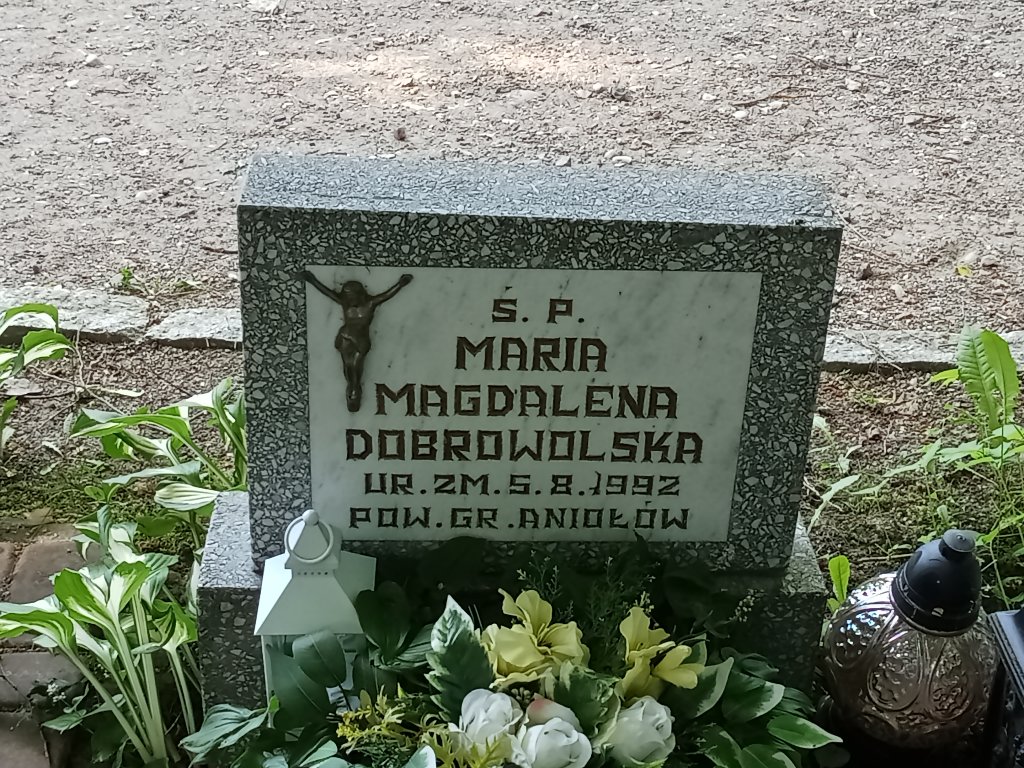 Ś. P.
MARIA
MAGDALENA
DOBROWOLSKA
UR. ZM. 5. 8. 1992
POW. GR. ANIOŁÓW